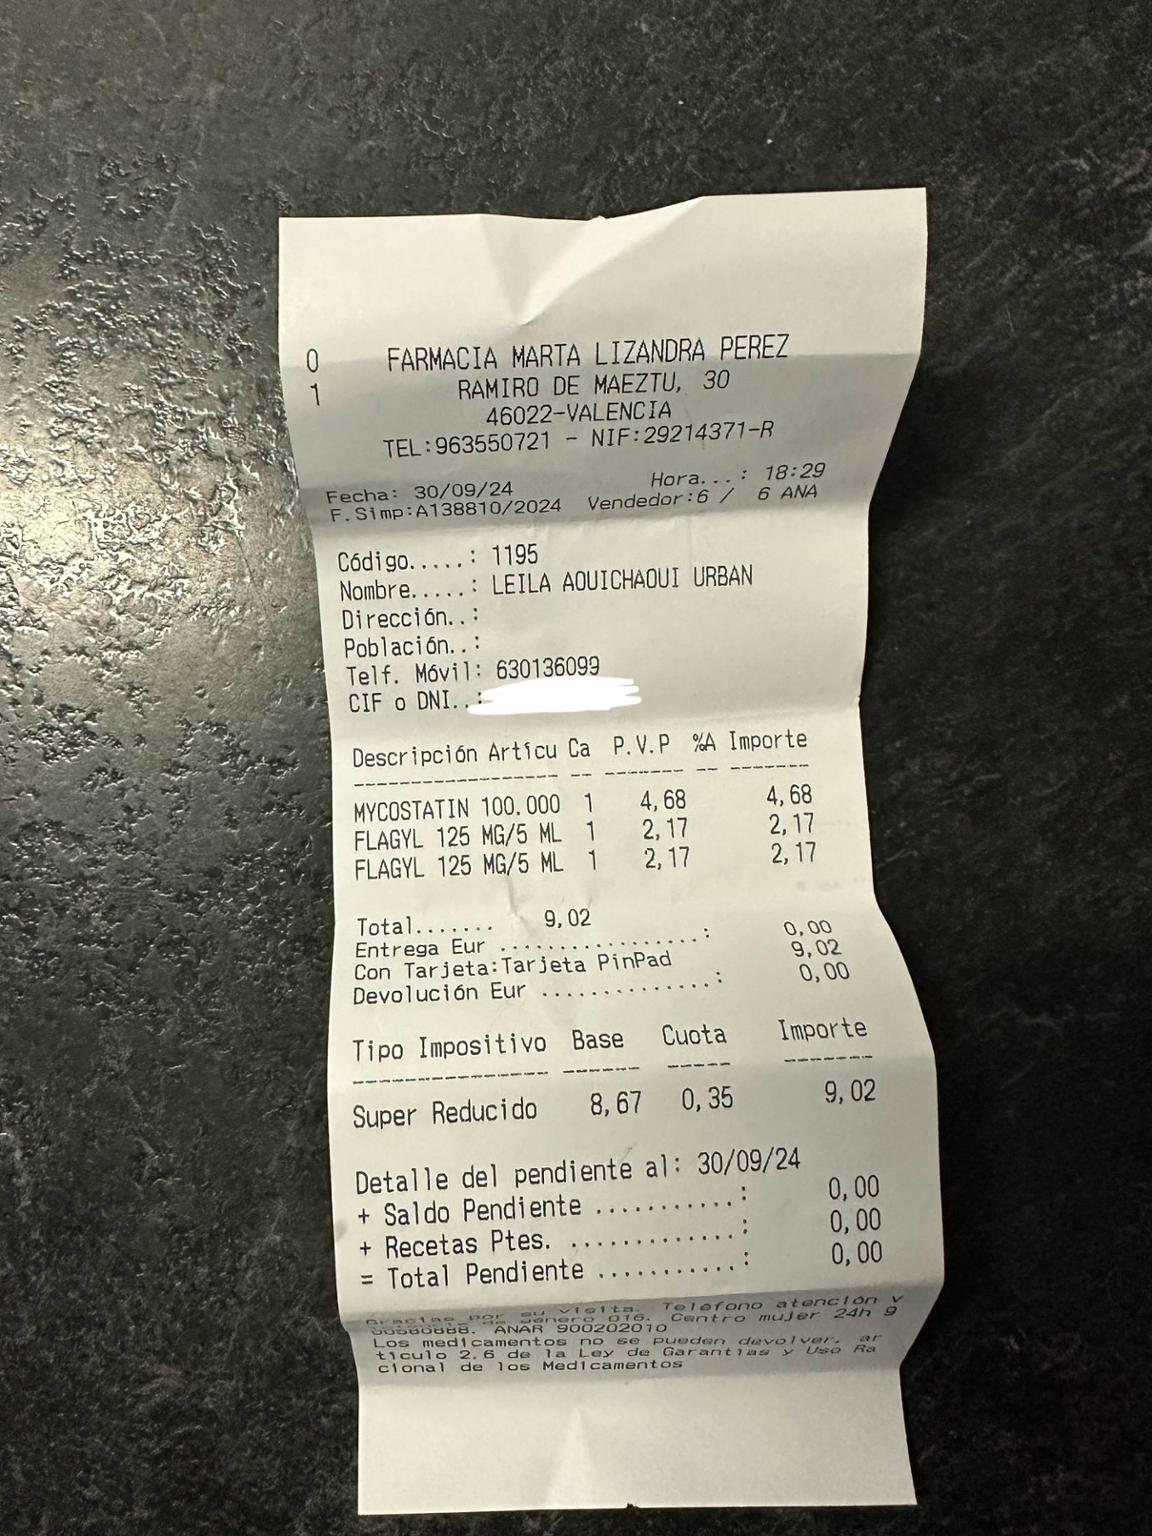 0 FARMACIA MARTA LIZANDRA PEREZ
1 RAMIRO DE MAEZTU, 30
46022-VALENCIA
TEL:963550721 - NIF:29214371-R
Fecha: 30/09/24 Hora...: 18:29
F.Simp:A138810/2024 Vendedor:6 / 6 ANA
Código.....: 1195
Nombre.....: LEILA AOUICHAOUI URBAN
Dirección..:
Población..:
Telf. Móvil: 630136099
CIF o DNI..:
Descripción Artícu Ca P.V.P %A Importe
MYCOSTATIN 100.000 1 4,68 4,68
FLAGYL 125 MG/5 ML 1 2,17 2,17
FLAGYL 125 MG/5 ML 1 2,17 2,17
Total....... 9,02
Entrega Eur .................: 0,00
Con Tarjeta:Tarjeta PinPad 9,02
Devolución Eur ..............: 0,00
Tipo Impositivo Base Cuota Importe
Super Reducido 8,67 0,35 9,02
Detalle del pendiente al: 30/09/24
+ Saldo Pendiente ...........: 0,00
+ Recetas Ptes. .............: 0,00
= Total Pendiente ...........: 0,00
Gracias por su visita. Teléfono atención v
género 016. Centro mujer 24h 9
ANAR 900202010
Los medicamentos no se pueden devolver, ar
tículo 2.6 de la Ley de Garantías y Uso Ra
cional de los Medicamentos